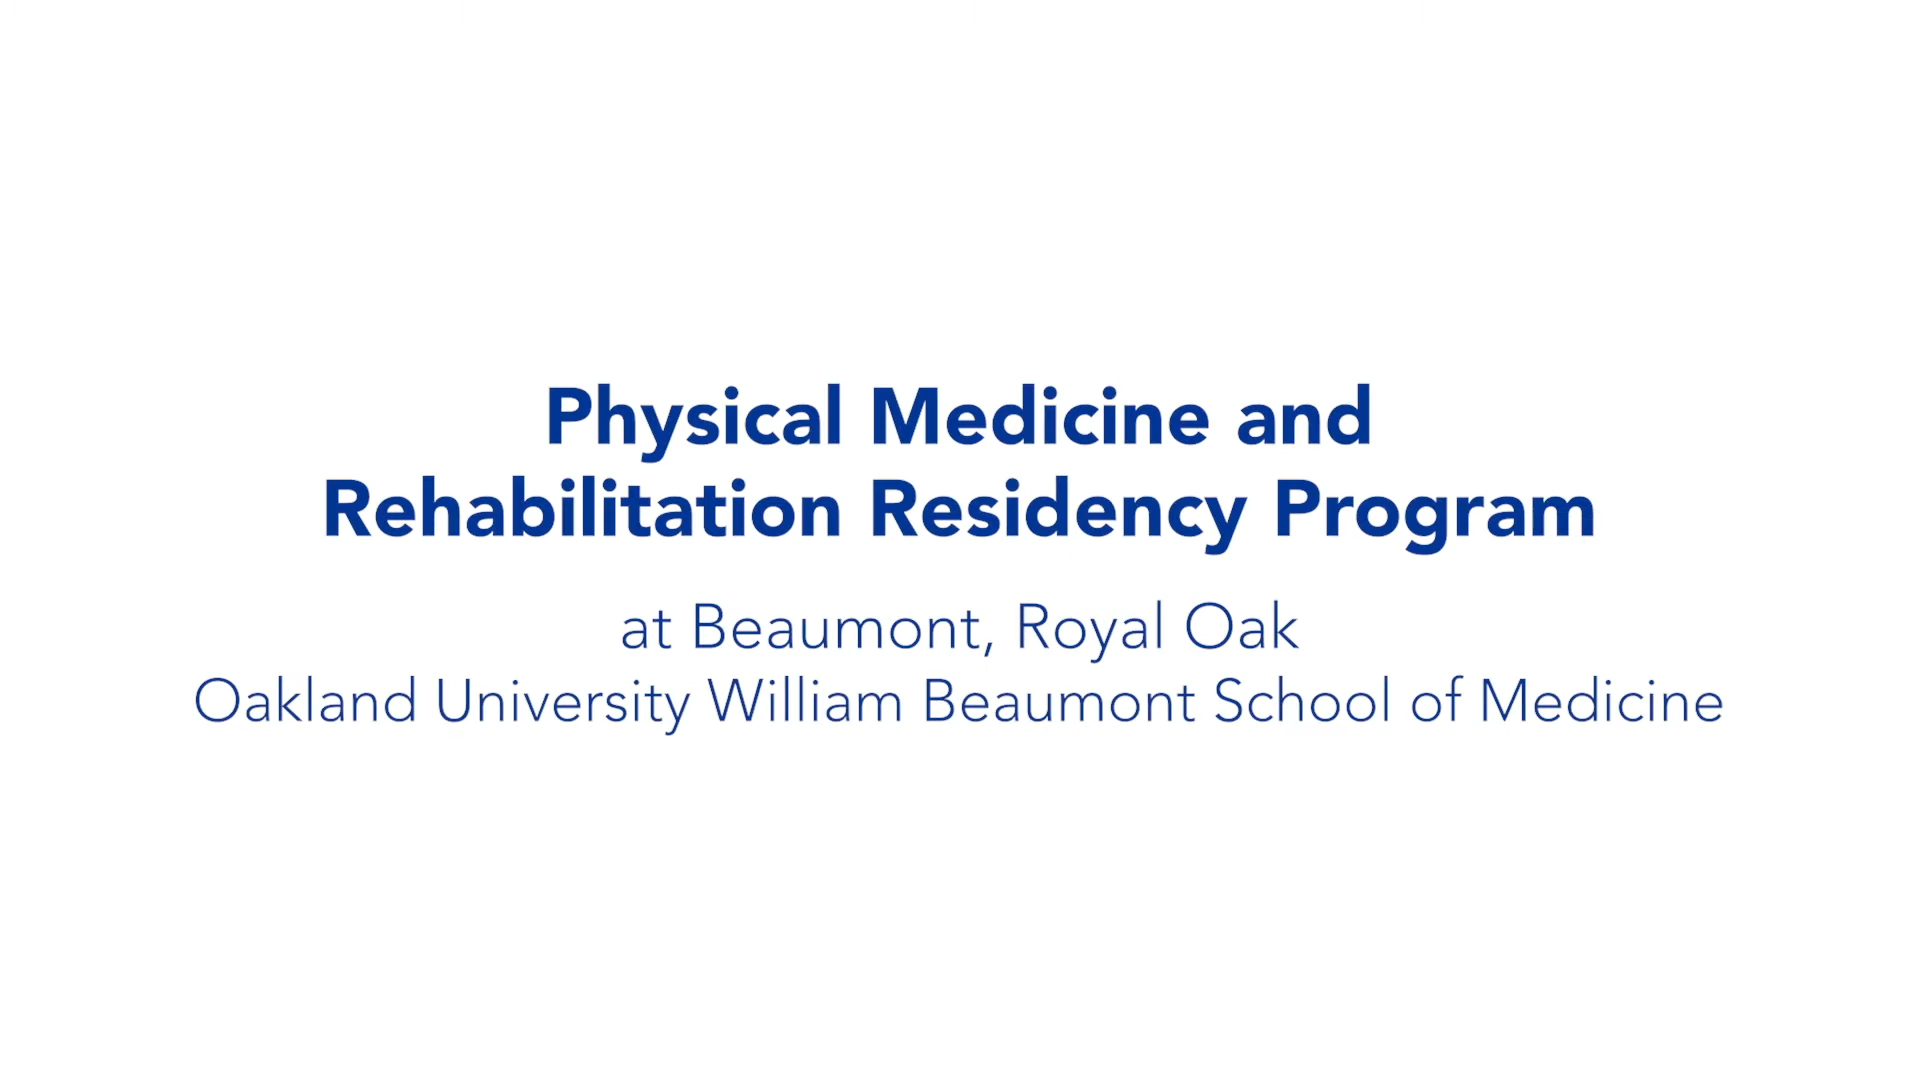 Physical Medicine and
Rehabilitation Residency Program
at Beaumont, Royal Oak
Oakland University William Beaumont School of Medicine